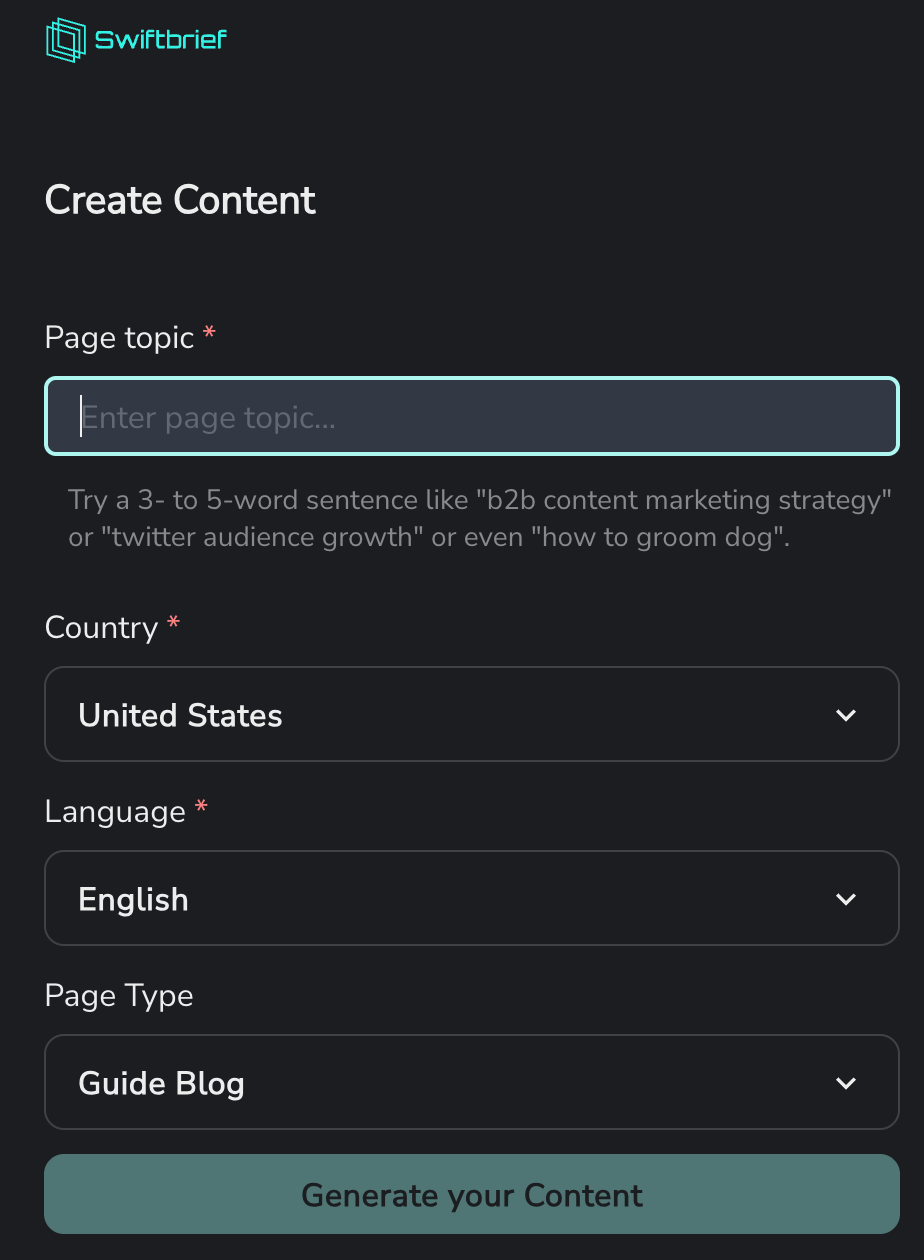 Swiftbrief
Create Content
Page topic *
Enter page topic...
Try a 3- to 5-word sentence like "b2b content marketing strategy"
or "twitter audience growth" or even "how to groom dog".
Country *
United States
Language *
English
Page Type
Guide Blog
Generate your Content